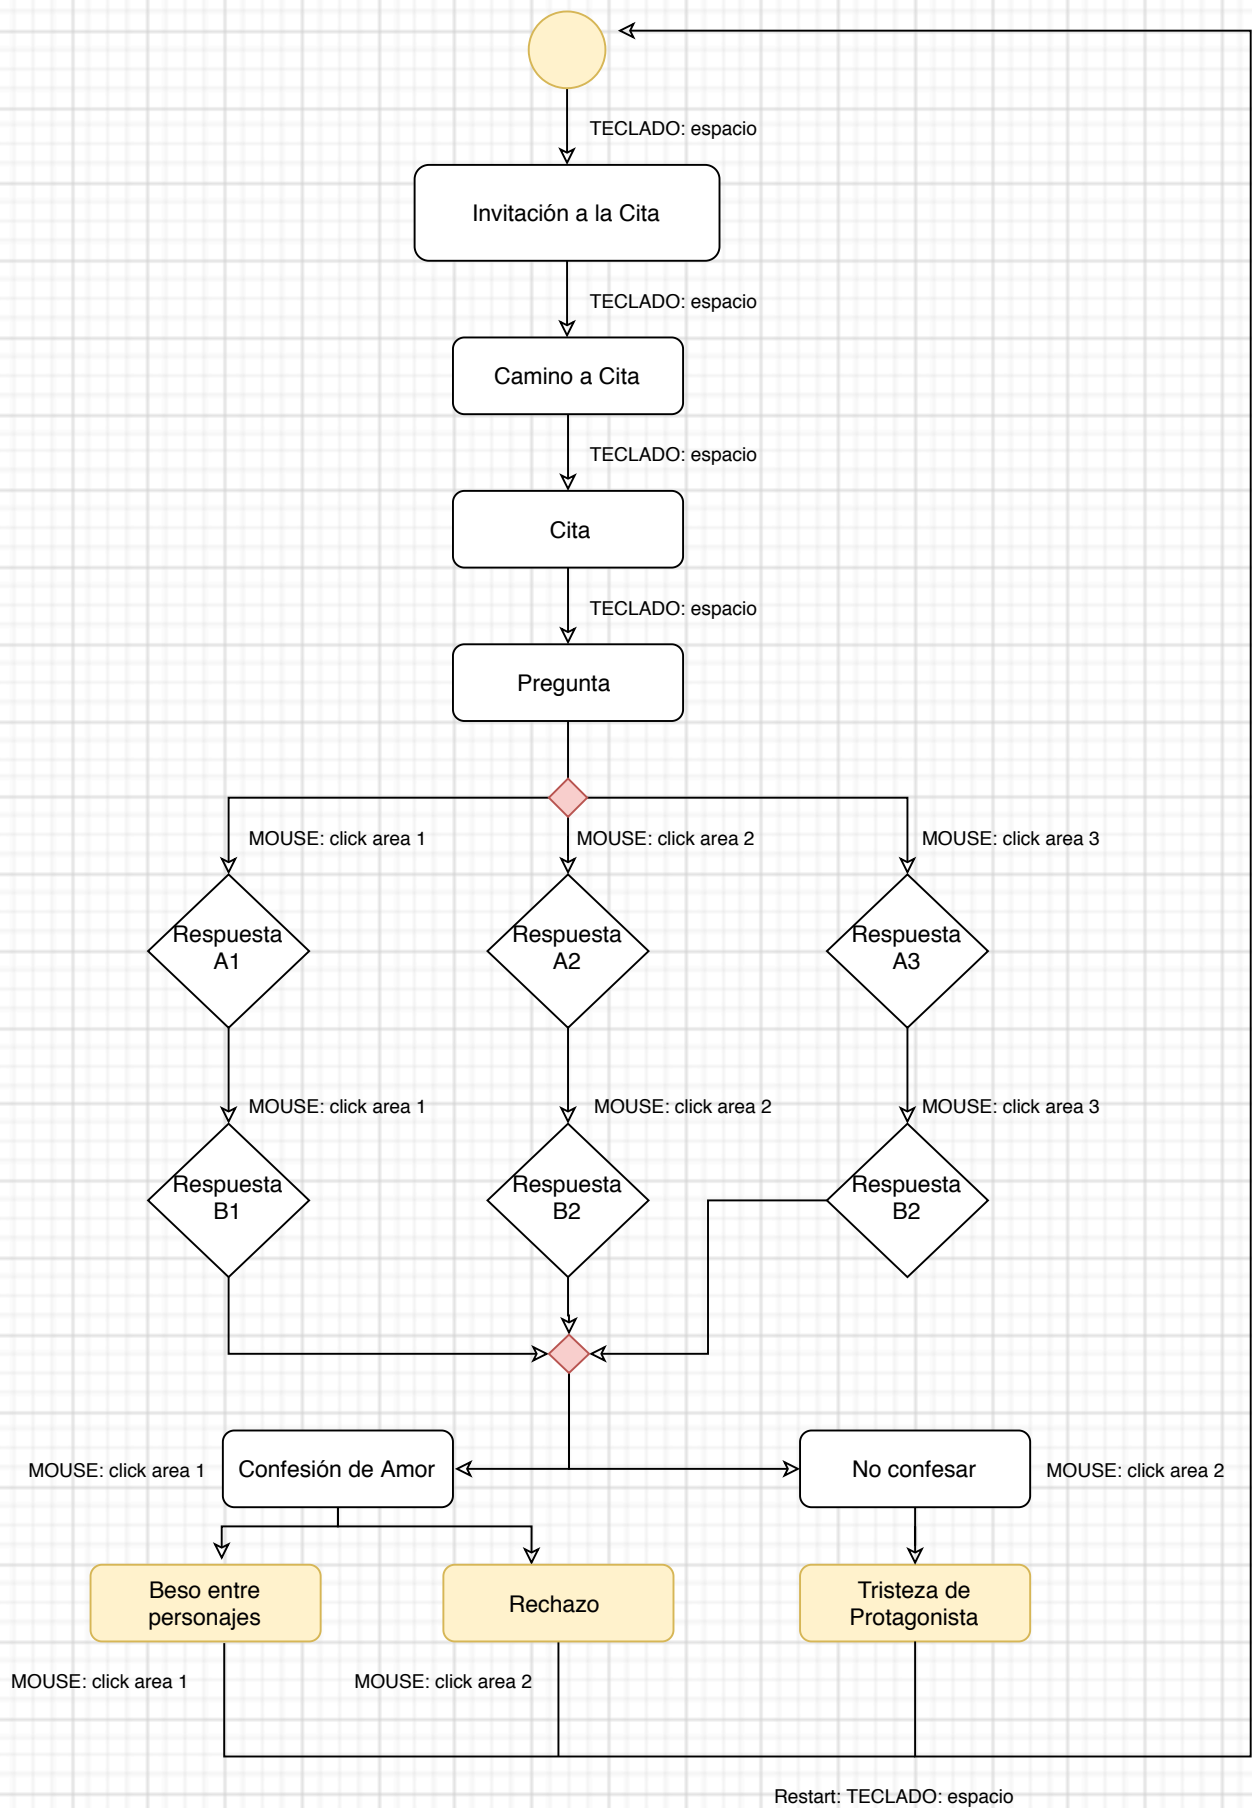 TECLADO: espacio
Invitación a la Cita
TECLADO: espacio
Camino a Cita
TECLADO: espacio
Cita
TECLADO: espacio
Pregunta
MOUSE: click area 1
MOUSE: click area 2
MOUSE: click area 3
Respuesta
A1
Respuesta
A2
Respuesta
A3
MOUSE: click area 1
MOUSE: click area 2
MOUSE: click area 3
Respuesta
B1
Respuesta
B2
Respuesta
B2
MOUSE: click area 1
Confesión de Amor
No confesar
MOUSE: click area 2
Beso entre
personajes
Rechazo
Tristeza de
Protagonista
MOUSE: click area 1
MOUSE: click area 2
Restart: TECLADO: espacio